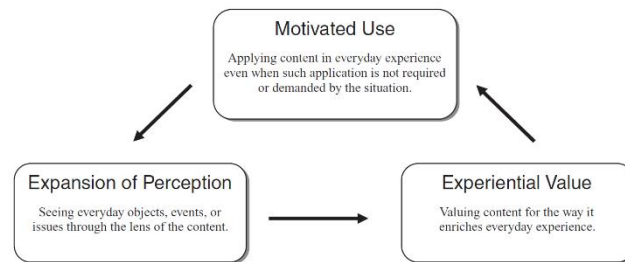 Motivated Use
Applying content in everyday experience
even when such application is not required
or demanded by the situation.
Expansion of Perception
Seeing everyday objects, events, or
issues through the lens of the content.
Experiential Value
Valuing content for the way it
enriches everyday experience.